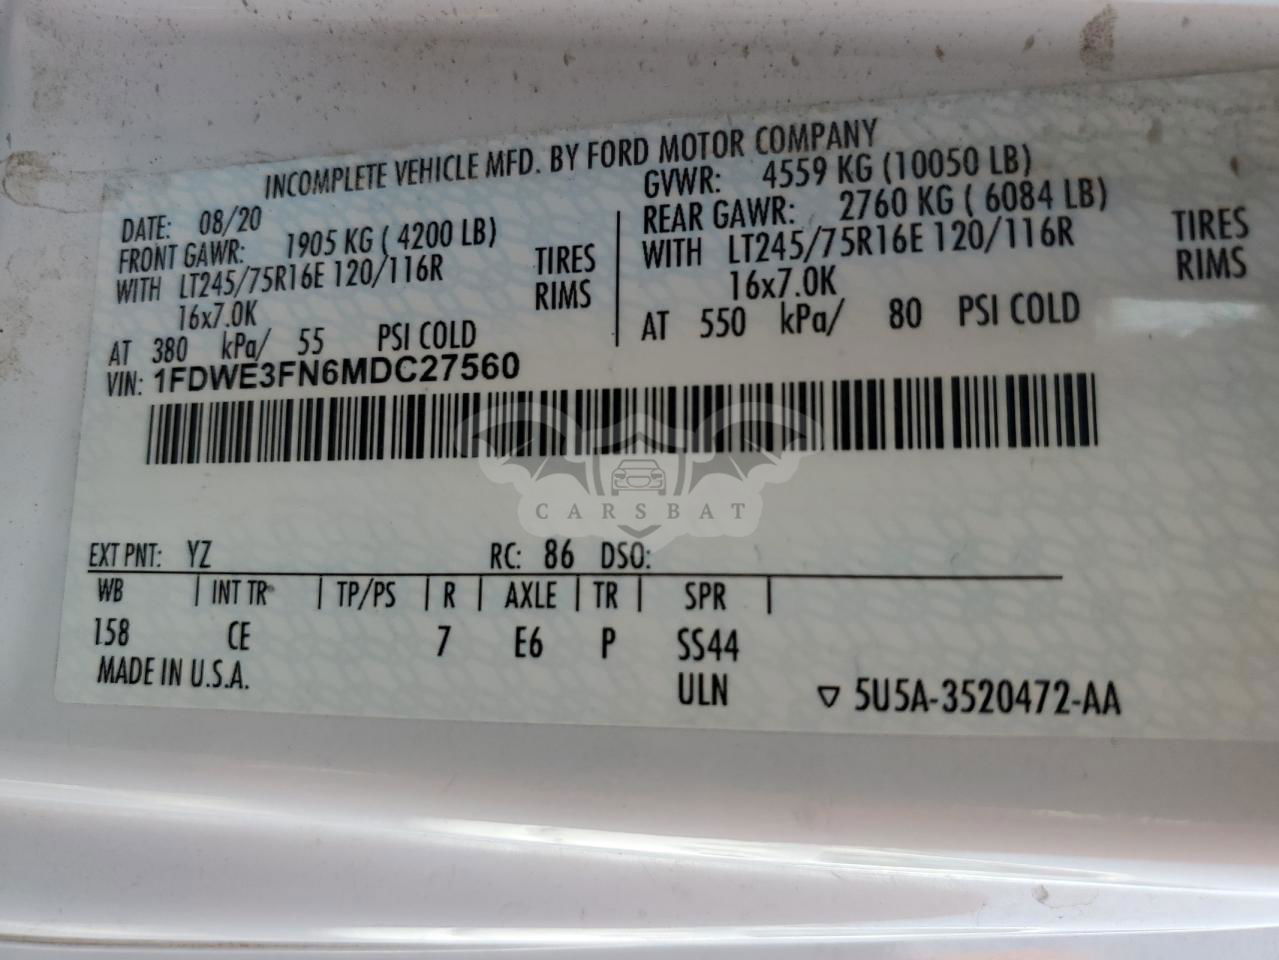 INCOMPLETE VEHICLE MFD. BY FORD MOTOR COMPANY
DATE: 08/20
GVWR: 4559 KG (10050 LB)
FRONT GAWR: 1905 KG ( 4200 LB)
REAR GAWR: 2760 KG ( 6084 LB)
WITH LT245/75R16E 120/116R TIRES
WITH LT245/75R16E 120/116R TIRES
16x7.0K RIMS
16x7.0K RIMS
AT 380 kPa/ 55 PSI COLD
AT 550 kPa/ 80 PSI COLD
VIN: 1FDWE3FN6MDC27560
CARSBAT
EXT PNT: YZ RC: 86 DSO:
WB | INT TR | TP/PS | R | AXLE | TR | SPR |
158 CE 7 E6 P SS44
MADE IN U.S.A. ULN ▽ 5U5A-3520472-AA